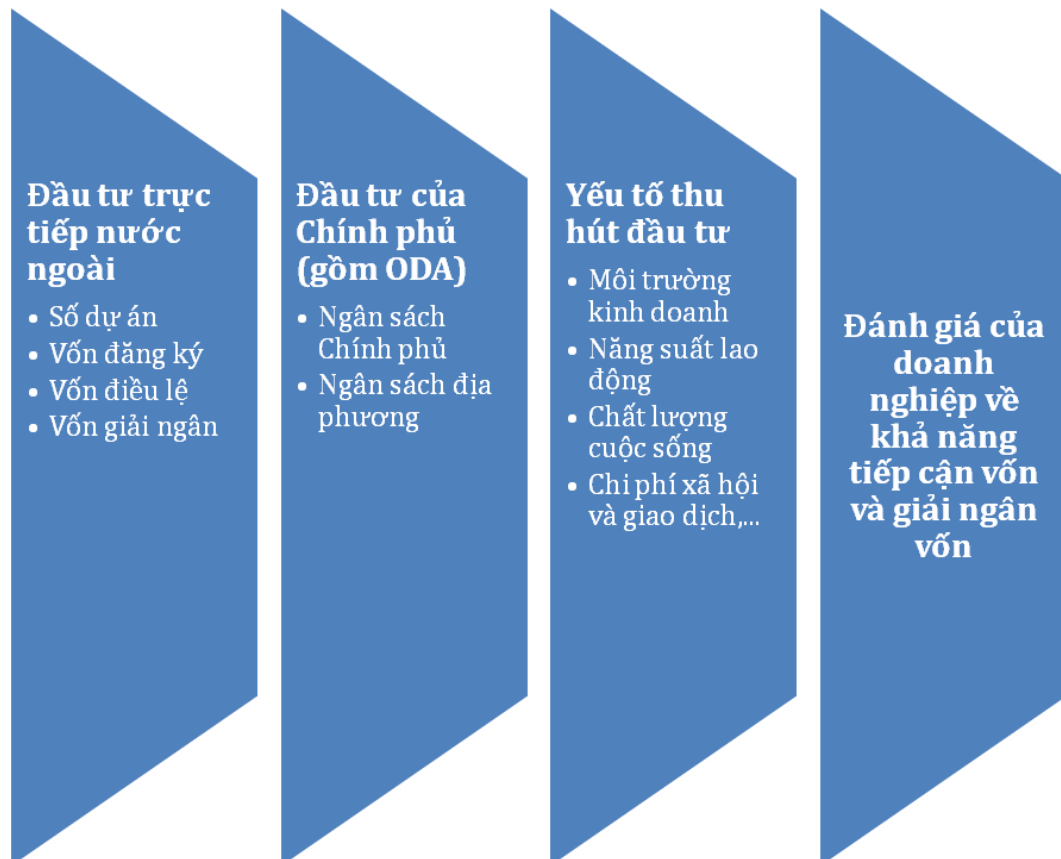 Đầu tư trực
tiếp nước
ngoài
• Số dự án
• Vốn đăng ký
• Vốn điều lệ
• Vốn giải ngân
Đầu tư của
Chính phủ
(gồm ODA)
• Ngân sách
Chính phủ
• Ngân sách địa
phương
Yếu tố thu
hút đầu tư
• Môi trường
kinh doanh
• Năng suất lao
động
• Chất lượng
cuộc sống
• Chi phí xã hội
và giao dịch,...
Đánh giá của
doanh
nghiệp về
khả năng
tiếp cận vốn
và giải ngân
vốn